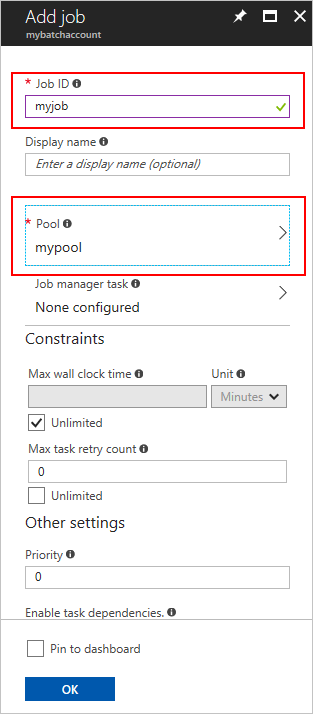 Add job
mybatchaccount
* Job ID
myjob
Display name
Enter a display name (optional)
* Pool
mypool
Job manager task
None configured
Constraints
Max wall clock time Unit
Minutes
Unlimited
Max task retry count
0
Unlimited
Other settings
Priority
0
Enable task dependencies.
Pin to dashboard
OK